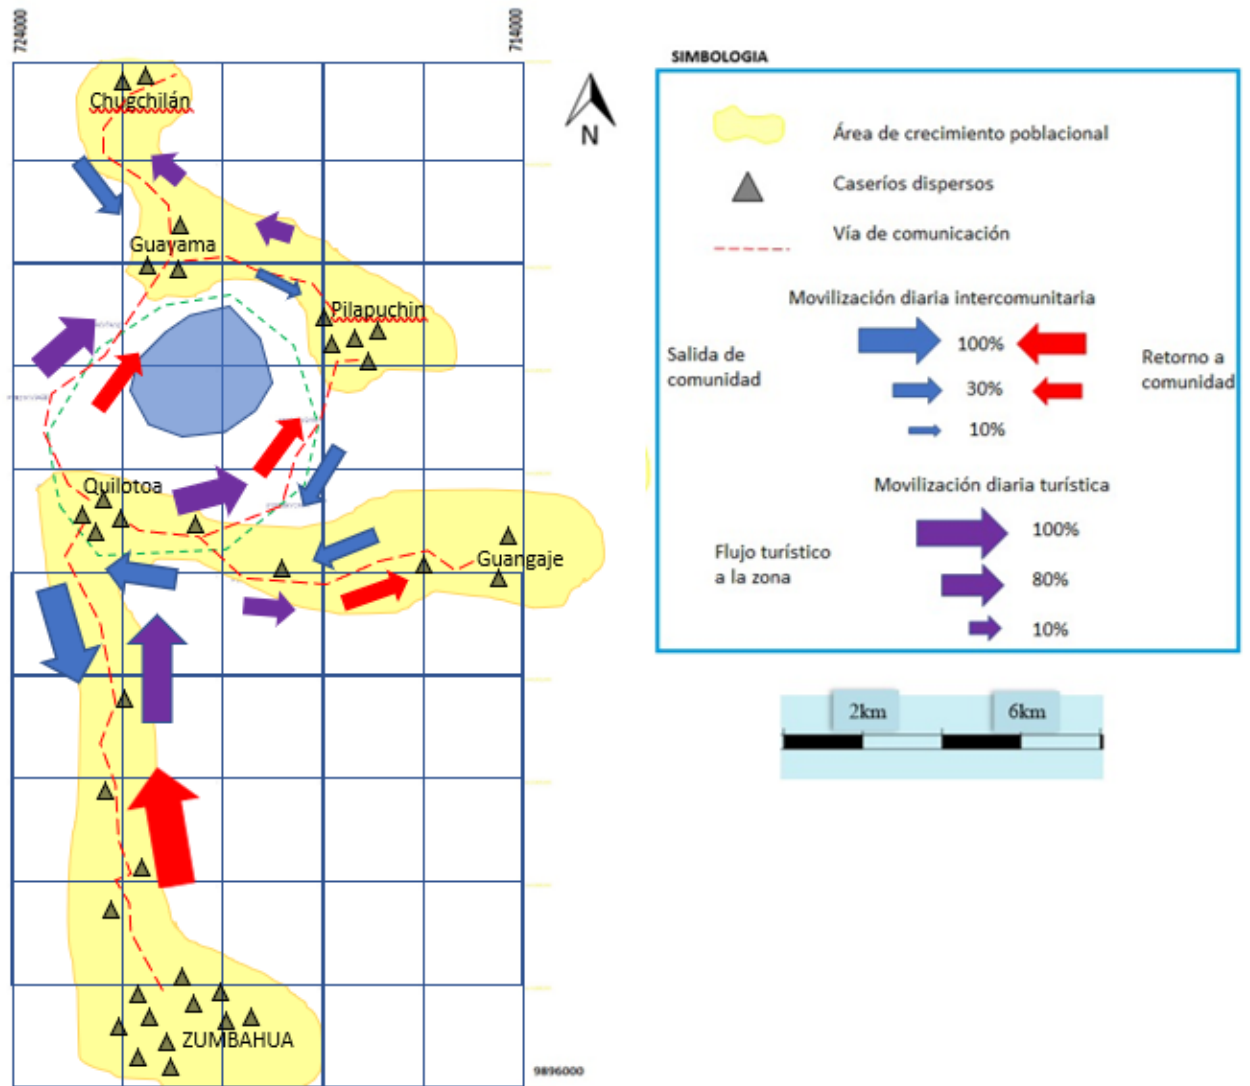 724000
714000
Chugchilán
Guayama
Pilapuchin
Quilotoa
Guangaje
ZUMBAHUA
9896000
N
SIMBOLOGIA
Área de crecimiento poblacional
Caseríos dispersos
Vía de comunicación
Movilización diaria intercomunitaria
Salida de
comunidad
100%
30%
10%
Retorno a
comunidad
Movilización diaria turística
Flujo turístico
a la zona
100%
80%
10%
2km
6km